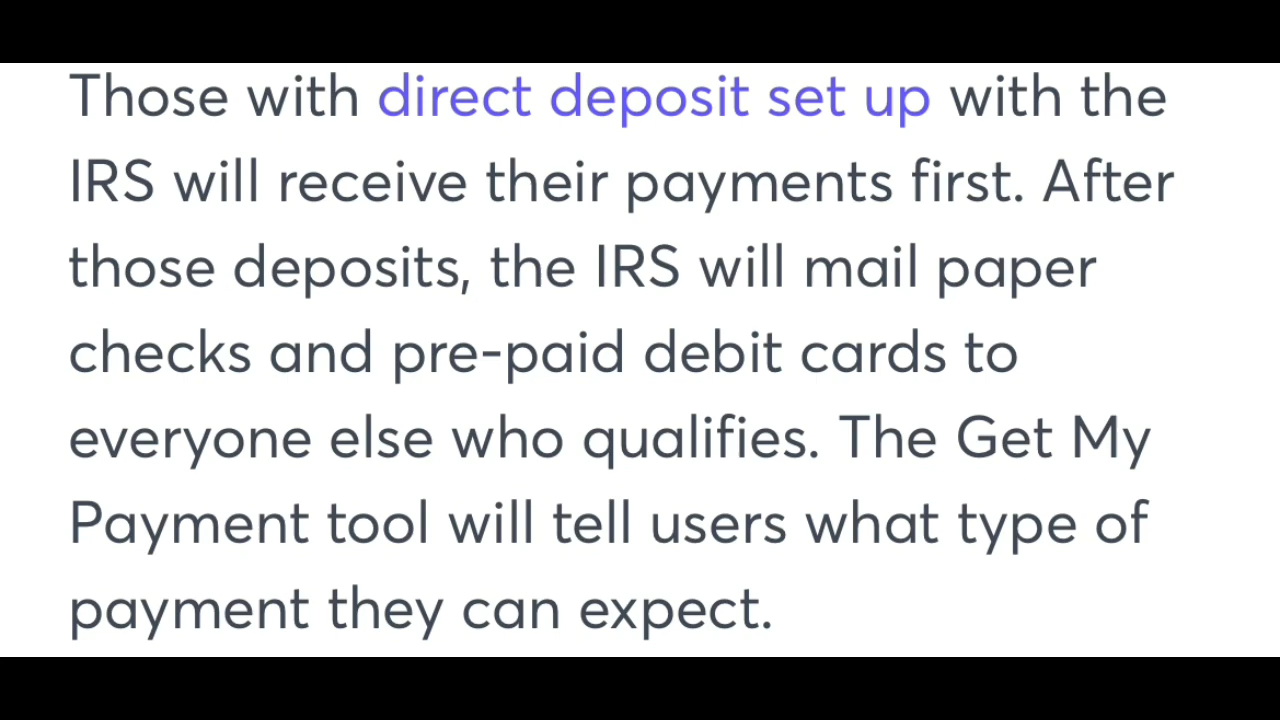 Those with direct deposit set up with the
IRS will receive their payments first. After
those deposits, the IRS will mail paper
checks and pre-paid debit cards to
everyone else who qualifies. The Get My
Payment tool will tell users what type of
payment they can expect.